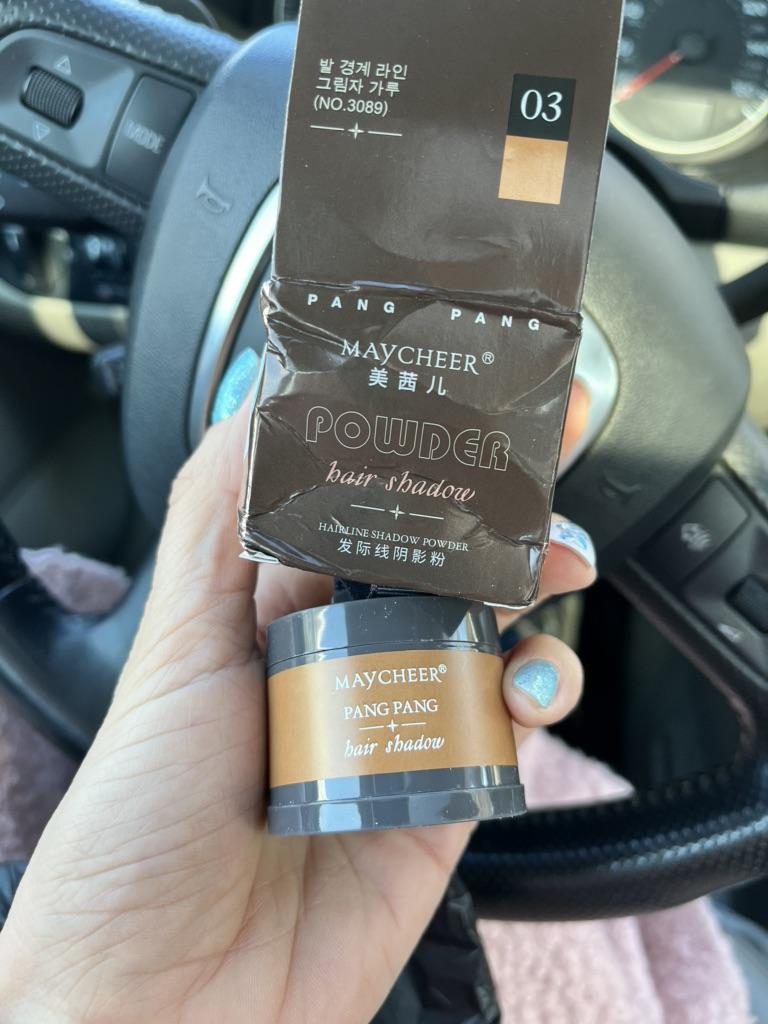 MODE
발 경계 라인
그림자 가루
(NO.3089)
03
PANG PANG
MAYCHEER®
美茜儿
POWDER
hair shadow
HAIRLINE SHADOW POWDER
发际线阴影粉
MAYCHEER®
PANG PANG
hair shadow